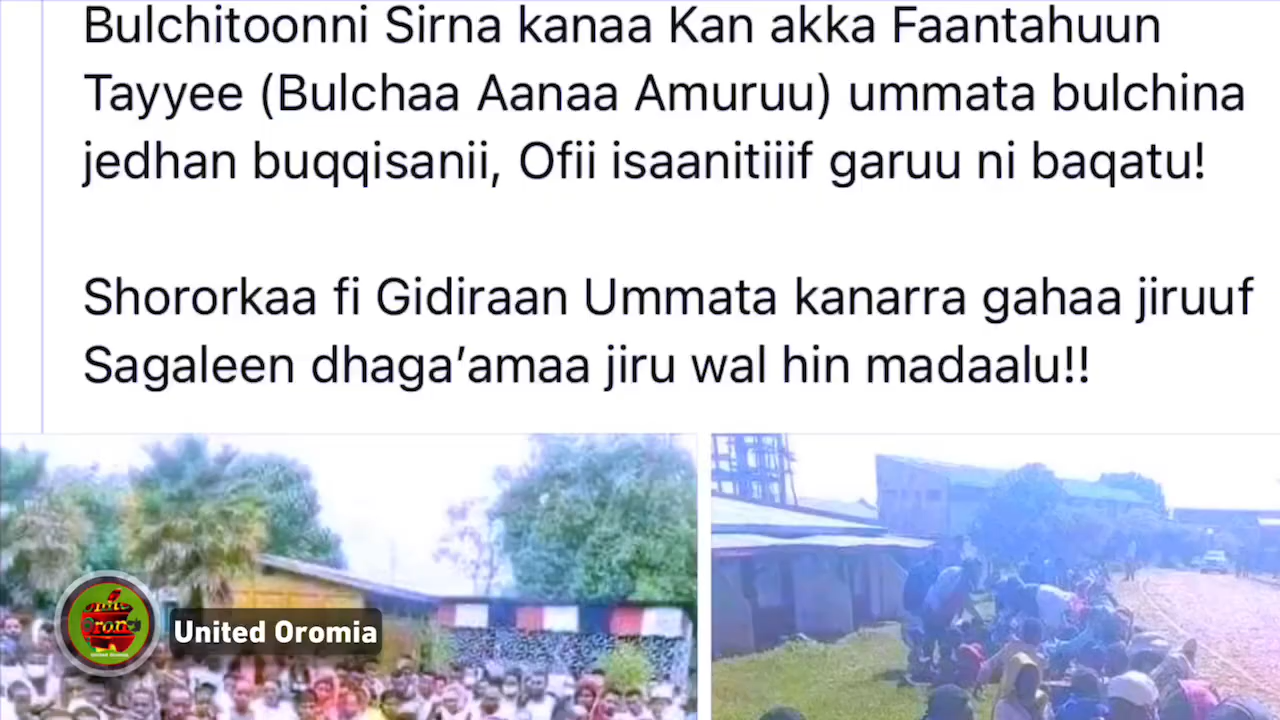 Bulchitoonni Sirna kanaa Kan akka Faantahuun
Tayyee (Bulchaa Aanaa Amuruu) ummata bulchina
jedhan buqqisanii, Ofii isaanitiiif garuu ni baqatu!
Shororkaa fi Gidiraan Ummata kanarra gahaa jiruuf
Sagaleen dhaga’amaa jiru wal hin madaalu!!
United Oromia